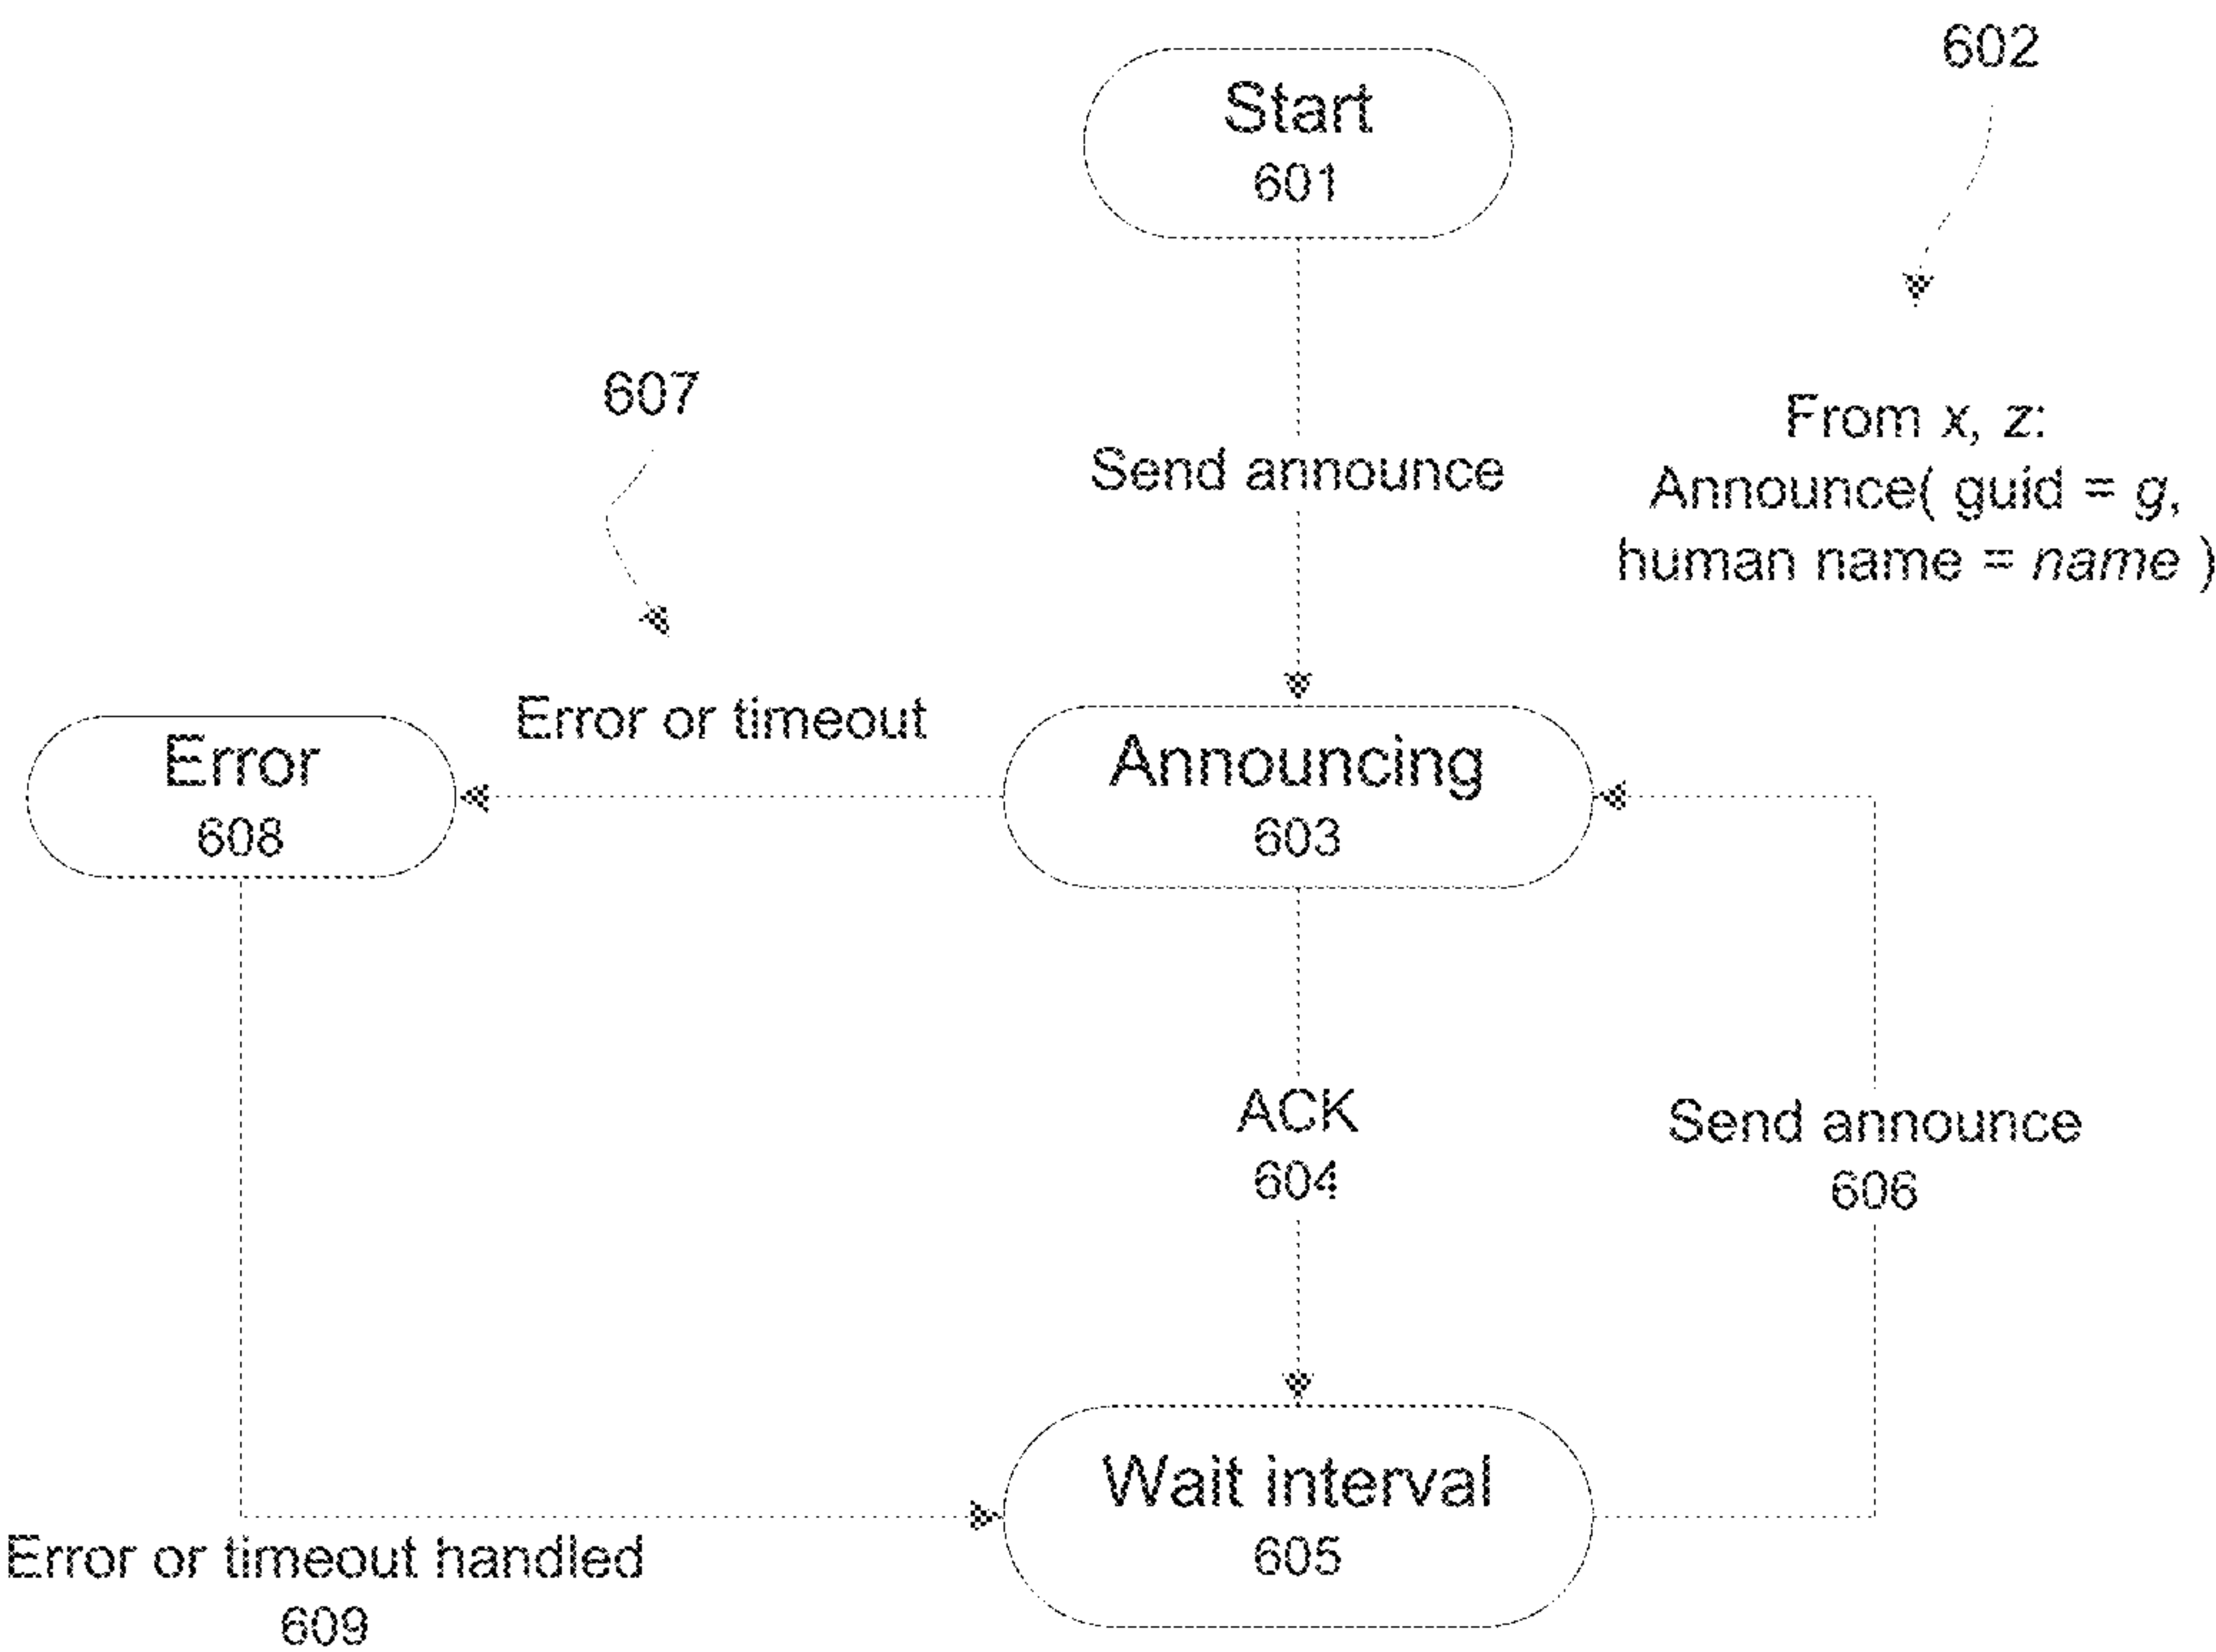 602
Start
601
607
From x, z:
Announce( guid = g,
human name = name )
Send announce
Error or timeout
Error
608
Announcing
603
ACK
604
Send announce
606
Wait interval
605
Error or timeout handled
609